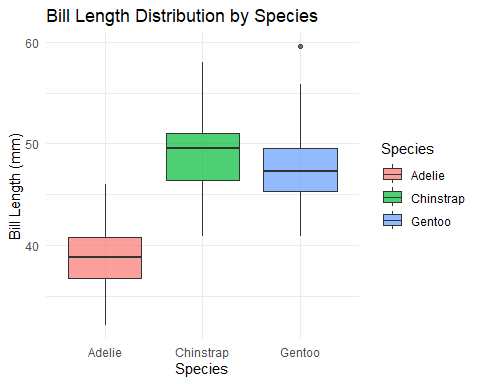 Bill Length Distribution by Species
60
50
40
Bill Length (mm)
Adelie
Chinstrap
Gentoo
Species
Species
Adelie
Chinstrap
Gentoo